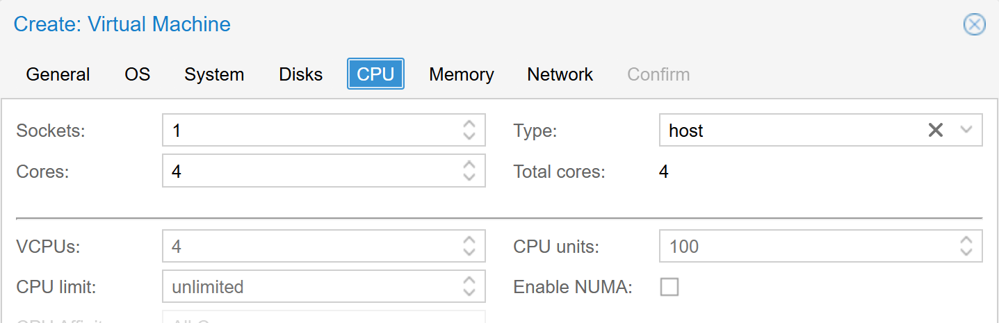 Create: Virtual Machine
General OS System Disks CPU Memory Network Confirm
Sockets: 1 Type: host
Cores: 4 Total cores: 4
VCPUs: 4 CPU units: 100
CPU limit: unlimited Enable NUMA: